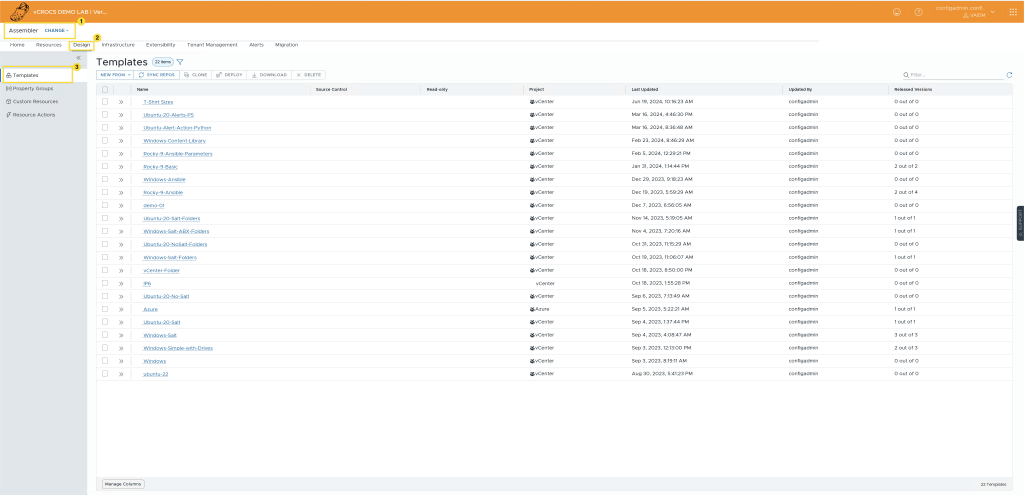 vCROCS DEMO LAB | Ver...
configadmin conf...
VAIDM
1
Assembler CHANGE
2
Home Resources Design Infrastructure Extensibility Tenant Management Alerts Migration
3
Templates
Property Groups
Custom Resources
Resource Actions
Templates 22 items
NEW FROM SYNC REPOS CLONE DEPLOY DOWNLOAD DELETE Filter...
Name Source Control Read-only Project Last Updated Updated By Released Versions
T-Shirt Sizes vCenter Jun 19, 2024, 10:16:23 AM configadmin 0 out of 0
Ubuntu-20-Alerts-PS vCenter Mar 16, 2024, 4:46:30 PM configadmin 0 out of 0
Ubuntu-Alert-Action-Python vCenter Mar 16, 2024, 8:36:48 AM configadmin 0 out of 0
Windows-Content-Library vCenter Feb 23, 2024, 8:46:29 AM configadmin 0 out of 0
Rocky-9-Ansible-Parameters vCenter Feb 5, 2024, 12:29:21 PM configadmin 0 out of 0
Rocky-9-Basic vCenter Jan 31, 2024, 1:14:44 PM configadmin 2 out of 2
Windows-Ansible vCenter Dec 29, 2023, 9:18:23 AM configadmin 0 out of 0
Rocky-9-Ansible vCenter Dec 19, 2023, 5:59:29 AM configadmin 2 out of 4
demo-01 vCenter Dec 7, 2023, 6:56:05 AM configadmin 0 out of 0
Ubuntu-20-Salt-Folders vCenter Nov 14, 2023, 5:19:05 AM configadmin 1 out of 1
Windows-Salt-ABX-Folders vCenter Nov 4, 2023, 7:20:16 AM configadmin 1 out of 1
Ubuntu-20-NoSalt-Folders vCenter Oct 31, 2023, 11:15:29 AM configadmin 0 out of 0
Windows-Salt-Folders vCenter Oct 19, 2023, 11:06:07 AM configadmin 1 out of 1
vCenter-Folder vCenter Oct 18, 2023, 8:50:00 PM configadmin 0 out of 0
IP6 vCenter Oct 18, 2023, 1:55:28 PM configadmin 0 out of 0
Ubuntu-20-No-Salt vCenter Sep 6, 2023, 7:13:49 AM configadmin 0 out of 0
Azure Azure Sep 5, 2023, 5:22:21 AM configadmin 1 out of 1
Ubuntu-20-Salt vCenter Sep 4, 2023, 1:37:44 PM configadmin 1 out of 1
Windows-Salt vCenter Sep 4, 2023, 4:08:47 AM configadmin 3 out of 3
Windows-Simple-with-Drives vCenter Sep 3, 2023, 12:13:00 PM configadmin 2 out of 3
Windows vCenter Sep 3, 2023, 8:19:11 AM configadmin 0 out of 0
ubuntu-22 vCenter Aug 30, 2023, 5:41:23 PM configadmin 0 out of 0
SUPPORT
Manage Columns 22 Templates